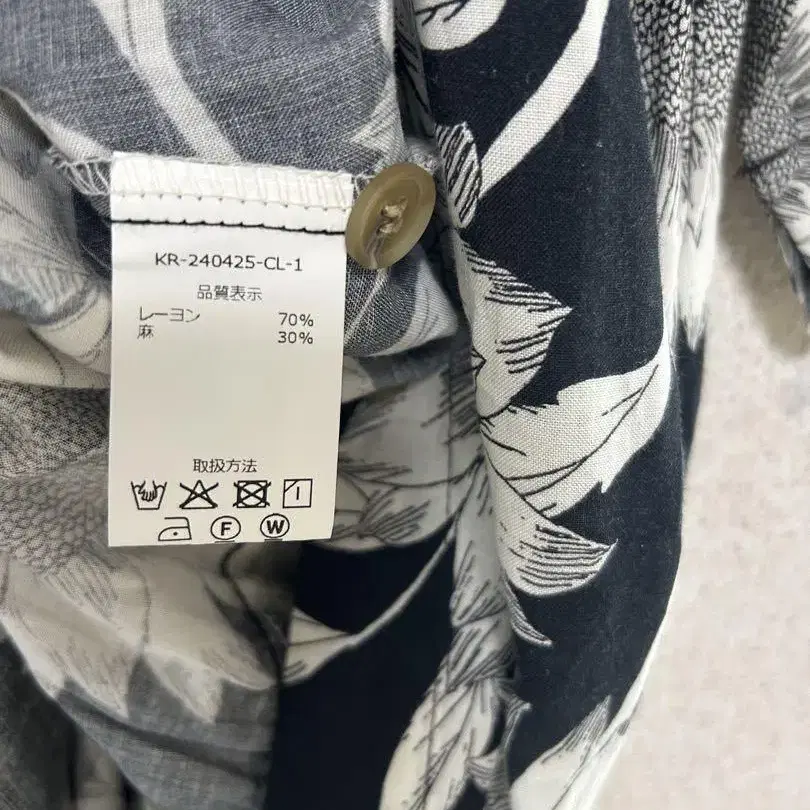 KR-240425-CL-1
品質表示
レーヨン 70%
麻 30%
取扱方法
F W